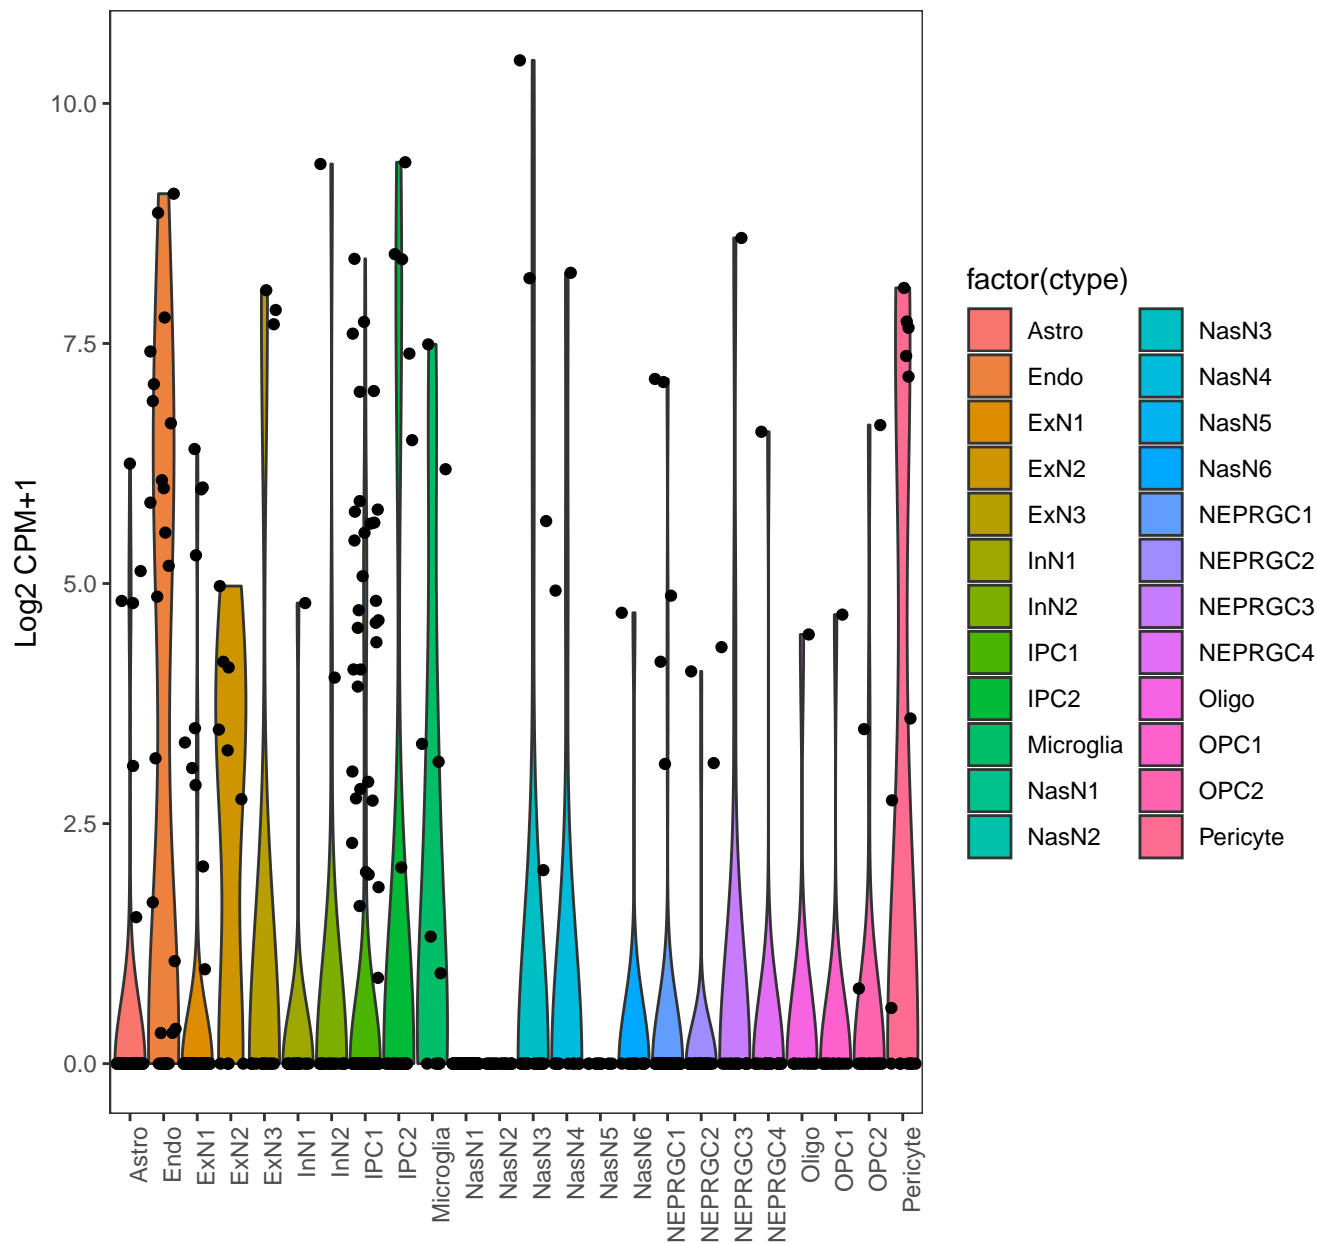 10.0
7.5
5.0
2.5
0.0
Log2 CPM+1
Astro
Endo
ExN1
ExN2
ExN3
InN1
InN2
IPC1
IPC2
Microglia
NasN1
NasN2
NasN3
NasN4
NasN5
NasN6
NEPRGC1
NEPRGC2
NEPRGC3
NEPRGC4
Oligo
OPC1
OPC2
Pericyte
factor(ctype)
Astro
Endo
ExN1
ExN2
ExN3
InN1
InN2
IPC1
IPC2
Microglia
NasN1
NasN2
NasN3
NasN4
NasN5
NasN6
NEPRGC1
NEPRGC2
NEPRGC3
NEPRGC4
Oligo
OPC1
OPC2
Pericyte